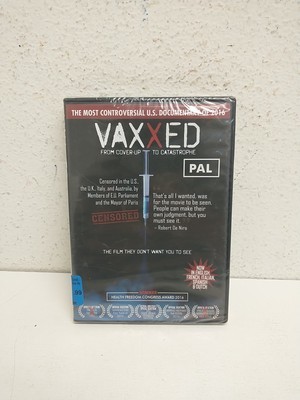 THE MOST CONTROVERSIAL U.S. DOCUMENTARY OF 2016
VAXXED
FROM COVER-UP TO CATASTROPHE
PAL
Censored in the U.S.,
the U.K., Italy, and Australia, by
Members of E.U. Parliament
and the Mayor of Paris
CENSORED
That's all I wanted, was
for the movie to be seen.
People can make their
own judgment, but you
must see it.
- Robert De Niro
THE FILM THEY DON'T WANT YOU TO SEE
NOW
IN ENGLISH,
FRENCH, ITALIAN,
SPANISH
& DUTCH
HEALTH FREEDOM CONGRESS AWARD 2016